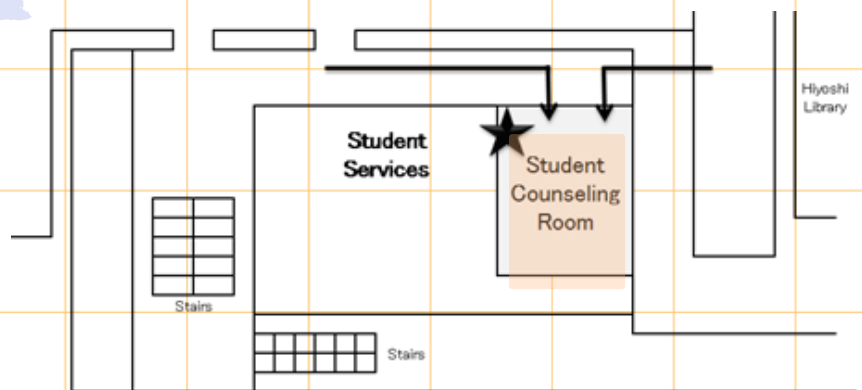 Hiyoshi
Library
Student
Services
Student
Counseling
Room
Stairs
Stairs